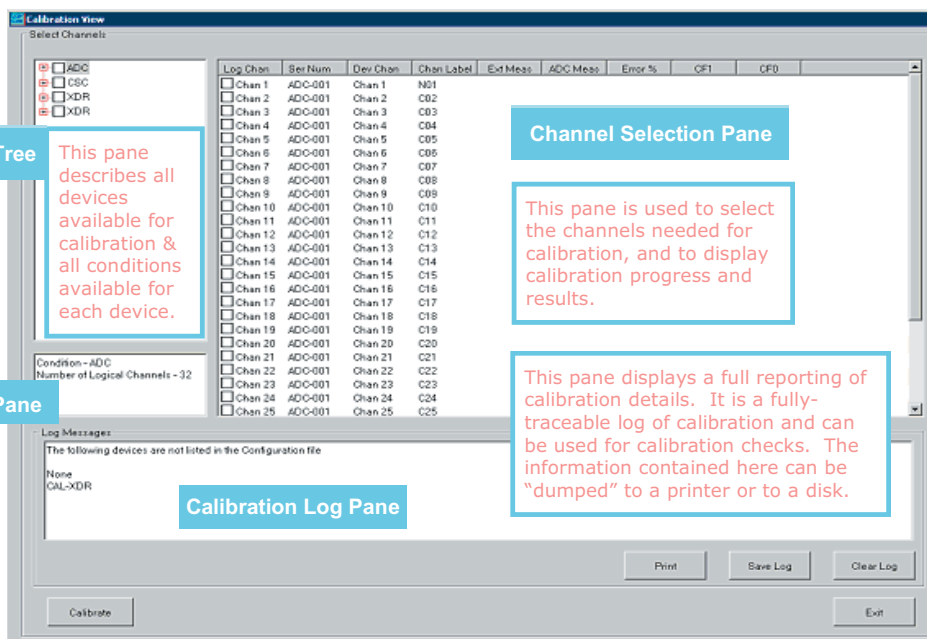 Calibration View
Select Channels
ADC
CSC
XDR
XDR
Tree
This pane
describes all
devices
available for
calibration &
all conditions
available for
each device.
Condition - ADC
Number of Logical Channels - 32
Pane
Log Chan Ser Num Dev Chan Chan Label Ext Meas ADC Meas Error % CF1 CF0
Chan 1 ADC-001 Chan 1 N01
Chan 2 ADC-001 Chan 2 C02
Chan 3 ADC-001 Chan 3 C03
Chan 4 ADC-001 Chan 4 C04
Chan 5 ADC-001 Chan 5 C05
Chan 6 ADC-001 Chan 6 C06
Chan 7 ADC-001 Chan 7 C07
Chan 8 ADC-001 Chan 8 C08
Chan 9 ADC-001 Chan 9 C09
Chan 10 ADC-001 Chan 10 C10
Chan 11 ADC-001 Chan 11 C11
Chan 12 ADC-001 Chan 12 C12
Chan 13 ADC-001 Chan 13 C13
Chan 14 ADC-001 Chan 14 C14
Chan 15 ADC-001 Chan 15 C15
Chan 16 ADC-001 Chan 16 C16
Chan 17 ADC-001 Chan 17 C17
Chan 18 ADC-001 Chan 18 C18
Chan 19 ADC-001 Chan 19 C19
Chan 20 ADC-001 Chan 20 C20
Chan 21 ADC-001 Chan 21 C21
Chan 22 ADC-001 Chan 22 C22
Chan 23 ADC-001 Chan 23 C23
Chan 24 ADC-001 Chan 24 C24
Chan 25 ADC-001 Chan 25 C25
Channel Selection Pane
This pane is used to select
the channels needed for
calibration, and to display
calibration progress and
results.
This pane displays a full reporting of
calibration details. It is a fully-
traceable log of calibration and can
be used for calibration checks. The
information contained here can be
“dumped” to a printer or to a disk.
Log Messages
The following devices are not listed in the Configuration file
None
CAL-XDR
Calibration Log Pane
Print Save Log Clear Log
Calibrate Exit